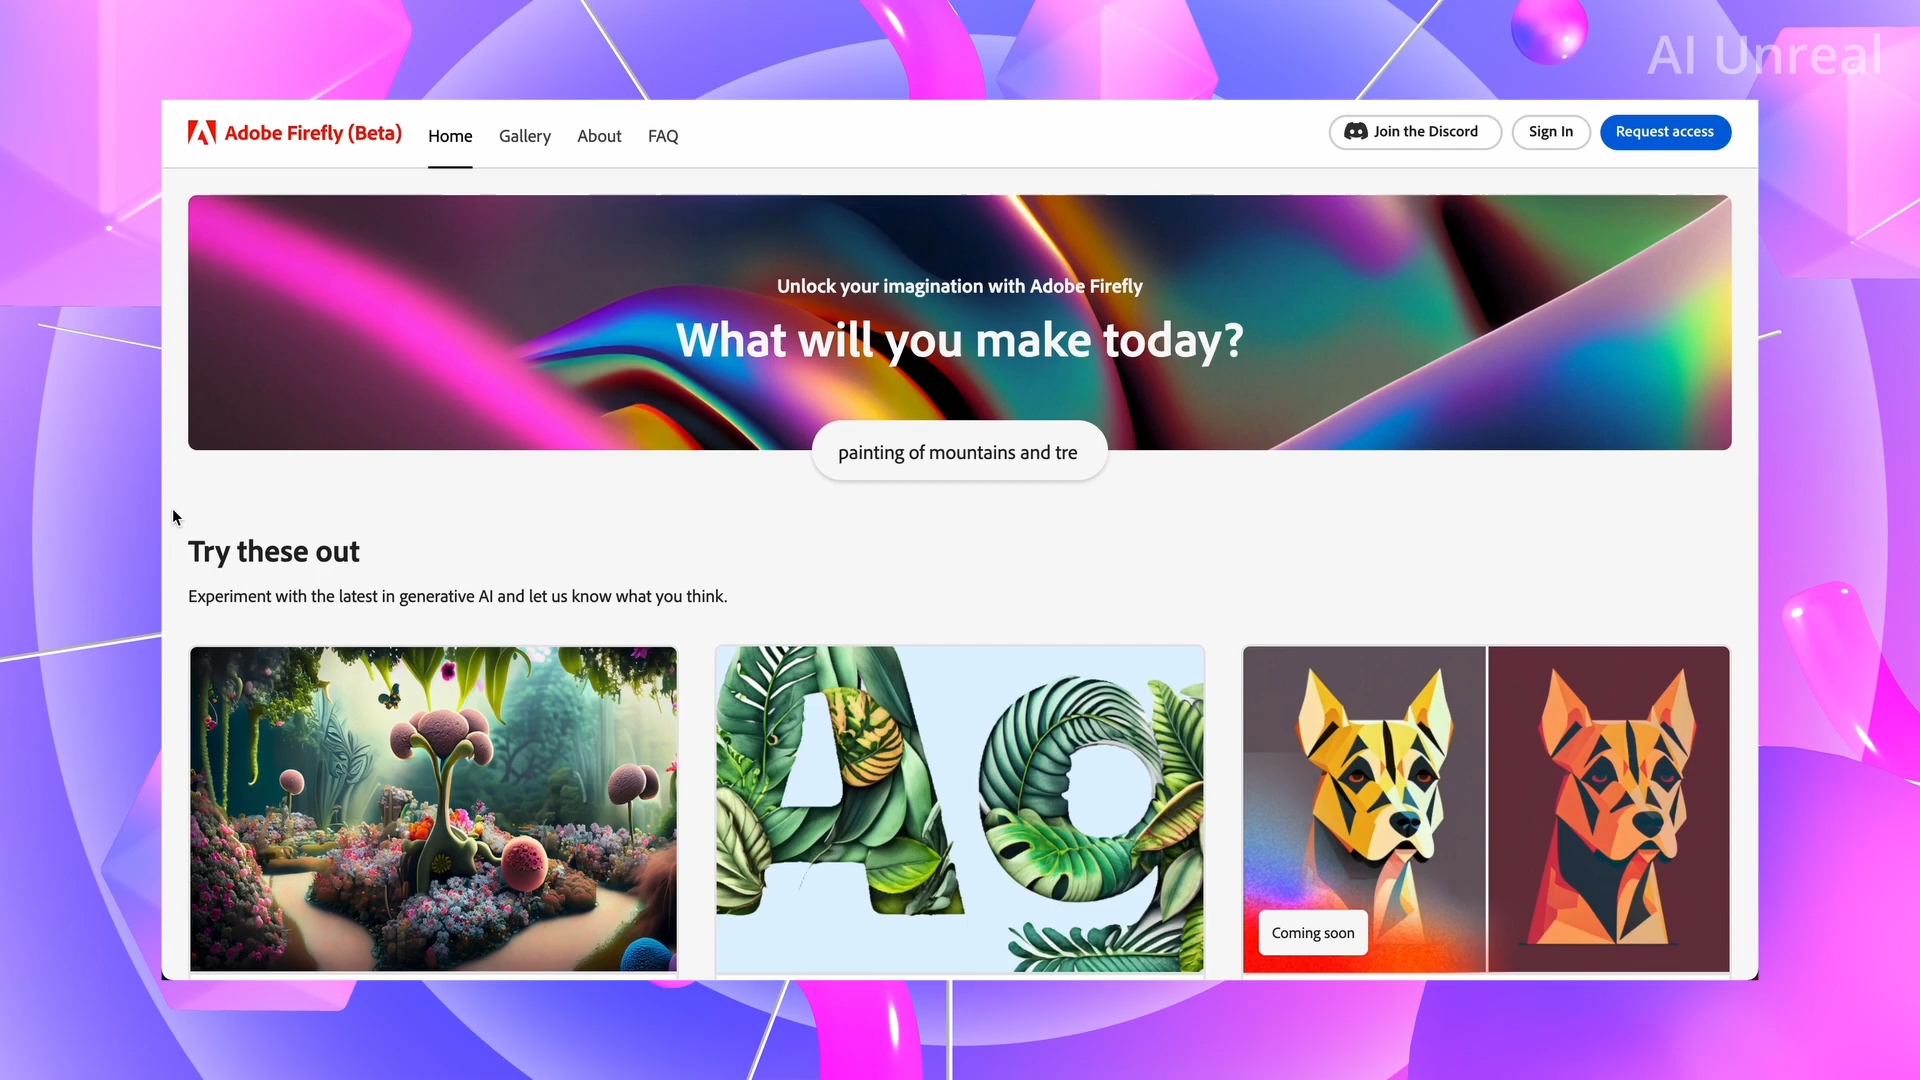 AI Unreal
Adobe Firefly (Beta)
Home
Gallery
About
FAQ
Join the Discord
Sign In
Request access
Unlock your imagination with Adobe Firefly
What will you make today?
painting of mountains and tre
Try these out
Experiment with the latest in generative AI and let us know what you think.
Ag
Coming soon